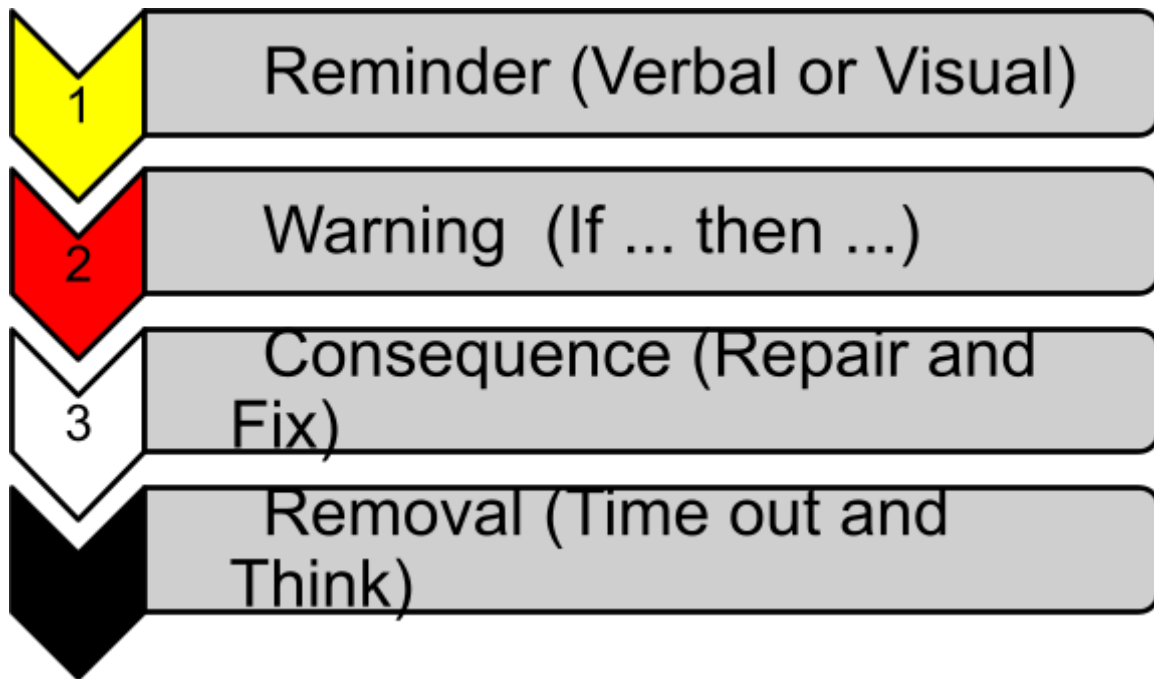 1
Reminder (Verbal or Visual)
2
Warning (If ... then ...)
3
Consequence (Repair and
Fix)
Removal (Time out and
Think)